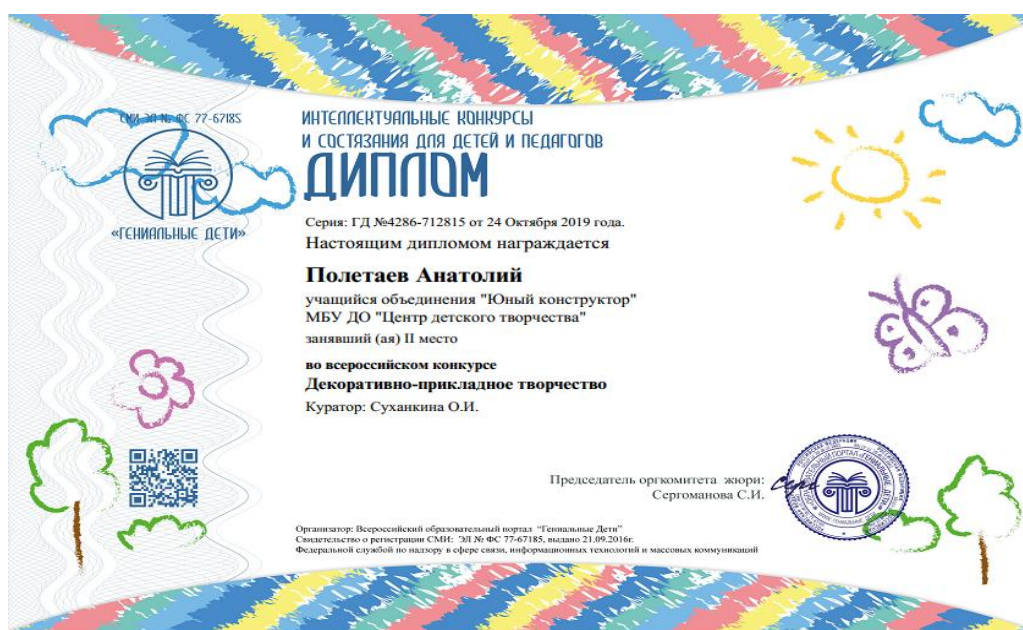 СМИ ЭЛ № ФС 77-67185
«ГЕНИАЛЬНЫЕ ДЕТИ»
ИНТЕЛЛЕКТУАЛЬНЫЕ КОНКУРСЫ
И СОСТЯЗАНИЯ ДЛЯ ДЕТЕЙ И ПЕДАГОГОВ
ДИПЛОМ
Серия: ГД №4286-712815 от 24 Октября 2019 года.
Настоящим дипломом награждается
Полетаев Анатолий
учащийся объединения "Юный конструктор"
МБУ ДО "Центр детского творчества"
занявший (ая) II место
во всероссийском конкурсе
Декоративно-прикладное творчество
Куратор: Суханкина О.И.
Председатель оргкомитета жюри:
Сергоманова С.И.
Организатор: Всероссийский образовательный портал "Гениальные Дети"
Свидетельство о регистрации СМИ: ЭЛ № ФС 77-67185, выдано 21.09.2016г.
Федеральной службой по надзору в сфере связи, информационных технологий и массовых коммуникаций